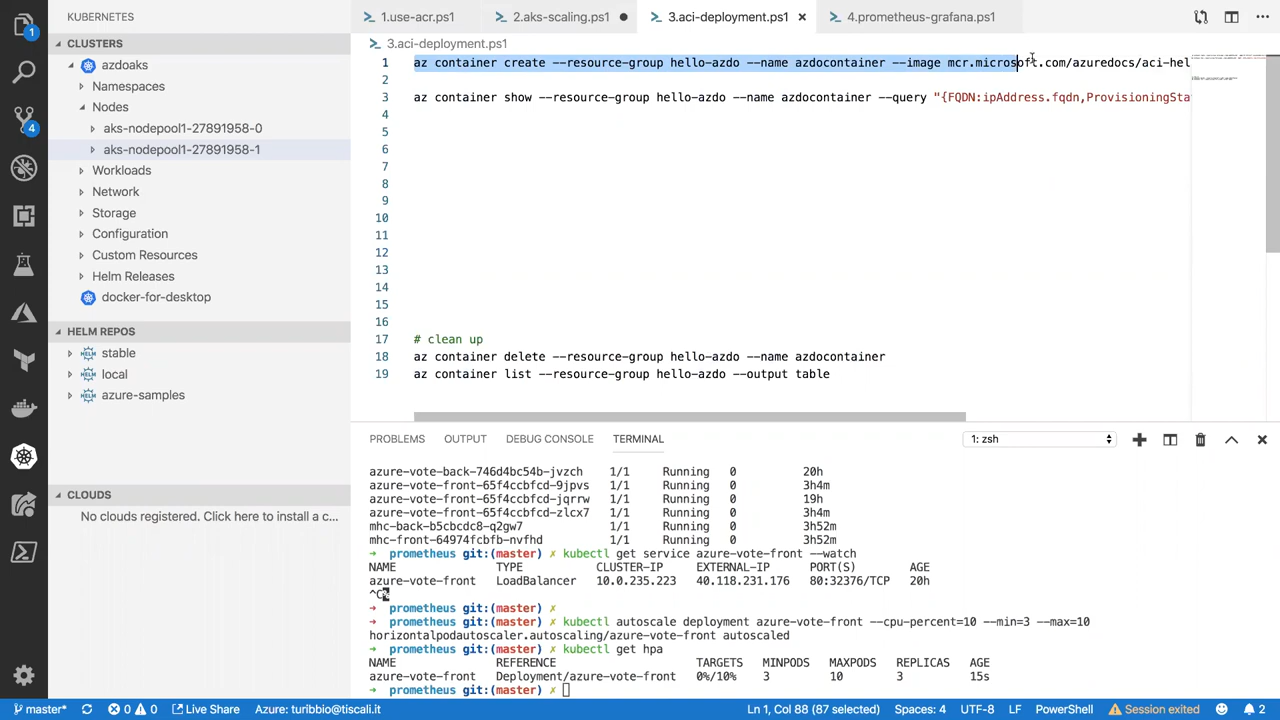 KUBERNETES
CLUSTERS
azdoaks
Namespaces
Nodes
aks-nodepool1-27891958-0
aks-nodepool1-27891958-1
Workloads
Network
Storage
Configuration
Custom Resources
Helm Releases
docker-for-desktop
HELM REPOS
HELM stable
HELM local
HELM azure-samples
CLOUDS
No clouds registered. Click here to install a c...
1
4
1.use-acr.ps1
2.aks-scaling.ps1
3.aci-deployment.ps1
4.prometheus-grafana.ps1
3.aci-deployment.ps1
1 az container create --resource-group hello-azdo --name azdocontainer --image mcr.microsoft.com/azuredocs/aci-hel
2
3 az container show --resource-group hello-azdo --name azdocontainer --query "{FQDN:ipAddress.fqdn,ProvisioningSta
4
5
6
7
8
9
10
11
12
13
14
15
16
17 # clean up
18 az container delete --resource-group hello-azdo --name azdocontainer
19 az container list --resource-group hello-azdo --output table
PROBLEMS OUTPUT DEBUG CONSOLE TERMINAL 1: zsh
azure-vote-back-746d4bc54b-jvzch 1/1 Running 0 20h
azure-vote-front-65f4ccbfcd-9jpvs 1/1 Running 0 3h4m
azure-vote-front-65f4ccbfcd-jqrrw 1/1 Running 0 19h
azure-vote-front-65f4ccbfcd-zlcx7 1/1 Running 0 3h4m
mhc-back-b5cbcdc8-q2gw7 1/1 Running 0 3h52m
mhc-front-64974fcbfb-nvfhd 1/1 Running 0 3h52m
➜ prometheus git:(master) ✗ kubectl get service azure-vote-front --watch
NAME TYPE CLUSTER-IP EXTERNAL-IP PORT(S) AGE
azure-vote-front LoadBalancer 10.0.235.223 40.118.231.176 80:32376/TCP 20h
^C%
➜ prometheus git:(master) ✗
➜ prometheus git:(master) ✗ kubectl autoscale deployment azure-vote-front --cpu-percent=10 --min=3 --max=10
horizontalpodautoscaler.autoscaling/azure-vote-front autoscaled
➜ prometheus git:(master) ✗ kubectl get hpa
NAME REFERENCE TARGETS MINPODS MAXPODS REPLICAS AGE
azure-vote-front Deployment/azure-vote-front 0%/10% 3 10 3 15s
➜ prometheus git:(master) ✗
master* 0 0 Live Share Azure: turibbio@tiscali.it Ln 1, Col 88 (87 selected) Spaces: 4 UTF-8 LF PowerShell Session exited 2